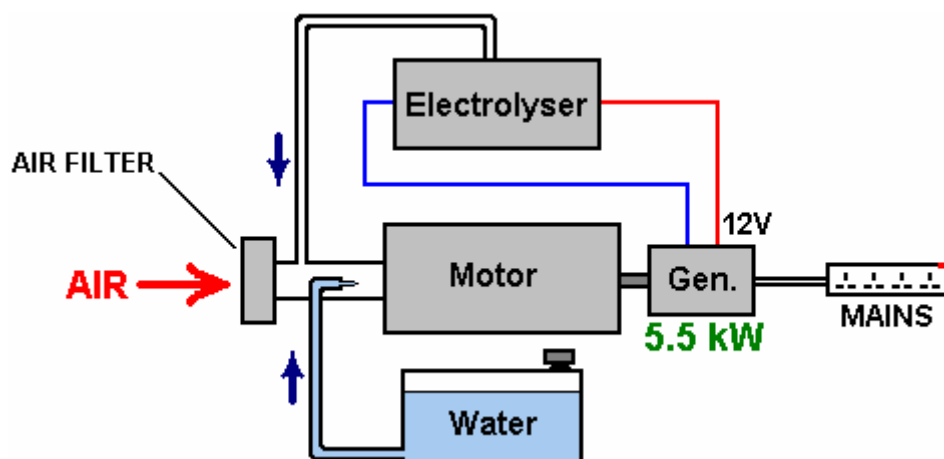 Electrolyser
AIR FILTER
12V
AIR
Motor
Gen.
MAINS
5.5 kW
Water